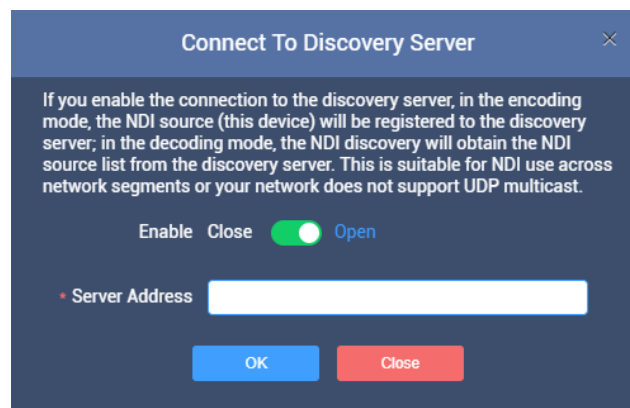 Connect To Discovery Server
If you enable the connection to the discovery server, in the encoding
mode, the NDI source (this device) will be registered to the discovery
server; in the decoding mode, the NDI discovery will obtain the NDI
source list from the discovery server. This is suitable for NDI use across
network segments or your network does not support UDP multicast.
Enable Close Open
* Server Address
OK Close